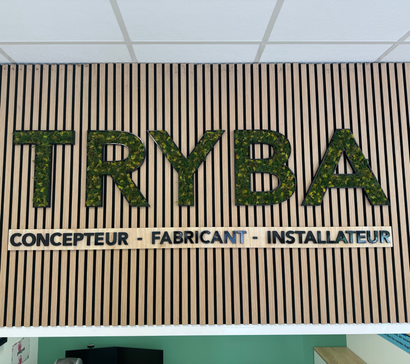 TRYBA
CONCEPTEUR - FABRICANT - INSTALLATEUR